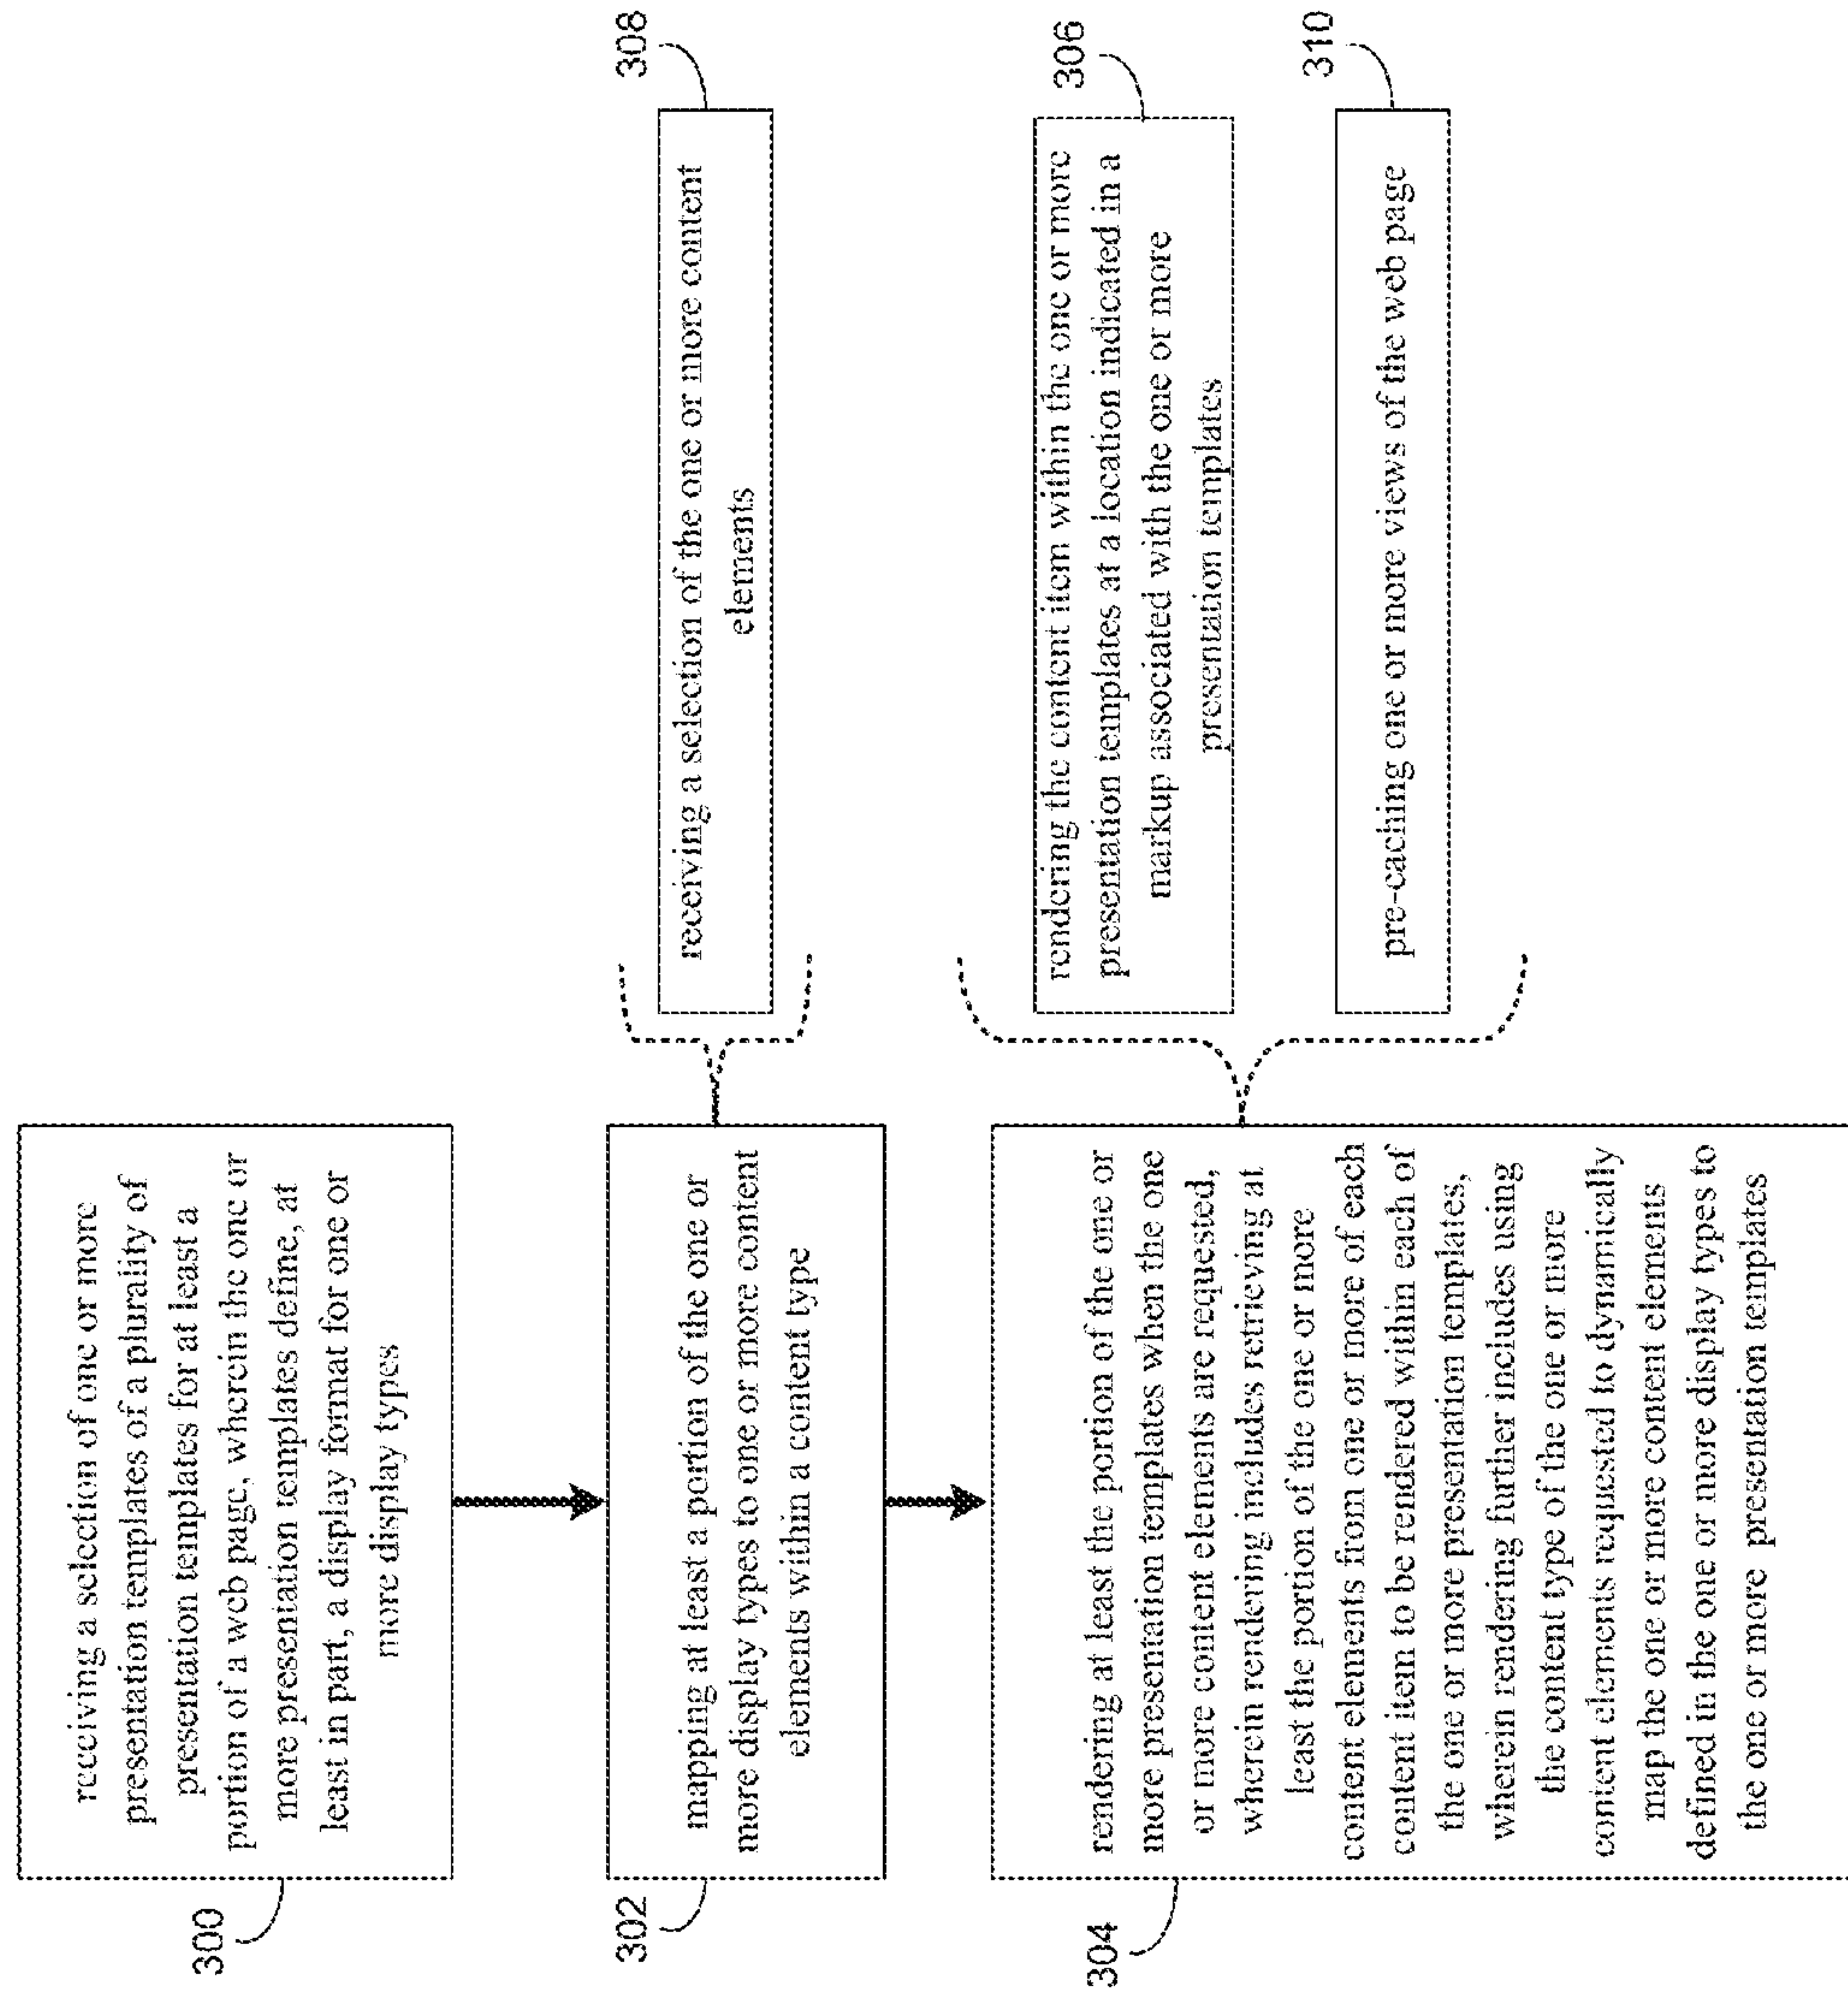 300
receiving a selection of one or more
presentation templates of a plurality of
presentation templates for at least a
portion of a web page, wherein the one or
more presentation templates define, at
least in part, a display format for one or
more display types
302
mapping at least a portion of the one or
more display types to one or more content
elements within a content type
308
receiving a selection of the one or more content
elements
304
rendering at least the portion of the one or
more presentation templates when the one
or more content elements are requested,
wherein rendering includes retrieving at
least the portion of the one or more
content elements from one or more of each
content item to be rendered within each of
the one or more presentation templates,
wherein rendering further includes using
the content type of the one or more
content elements requested to dynamically
map the one or more content elements
defined in the one or more display types to
the one or more presentation templates
306
rendering the content item within the one or more
presentation templates at a location indicated in a
markup associated with the one or more
presentation templates
310
pre-caching one or more views of the web page